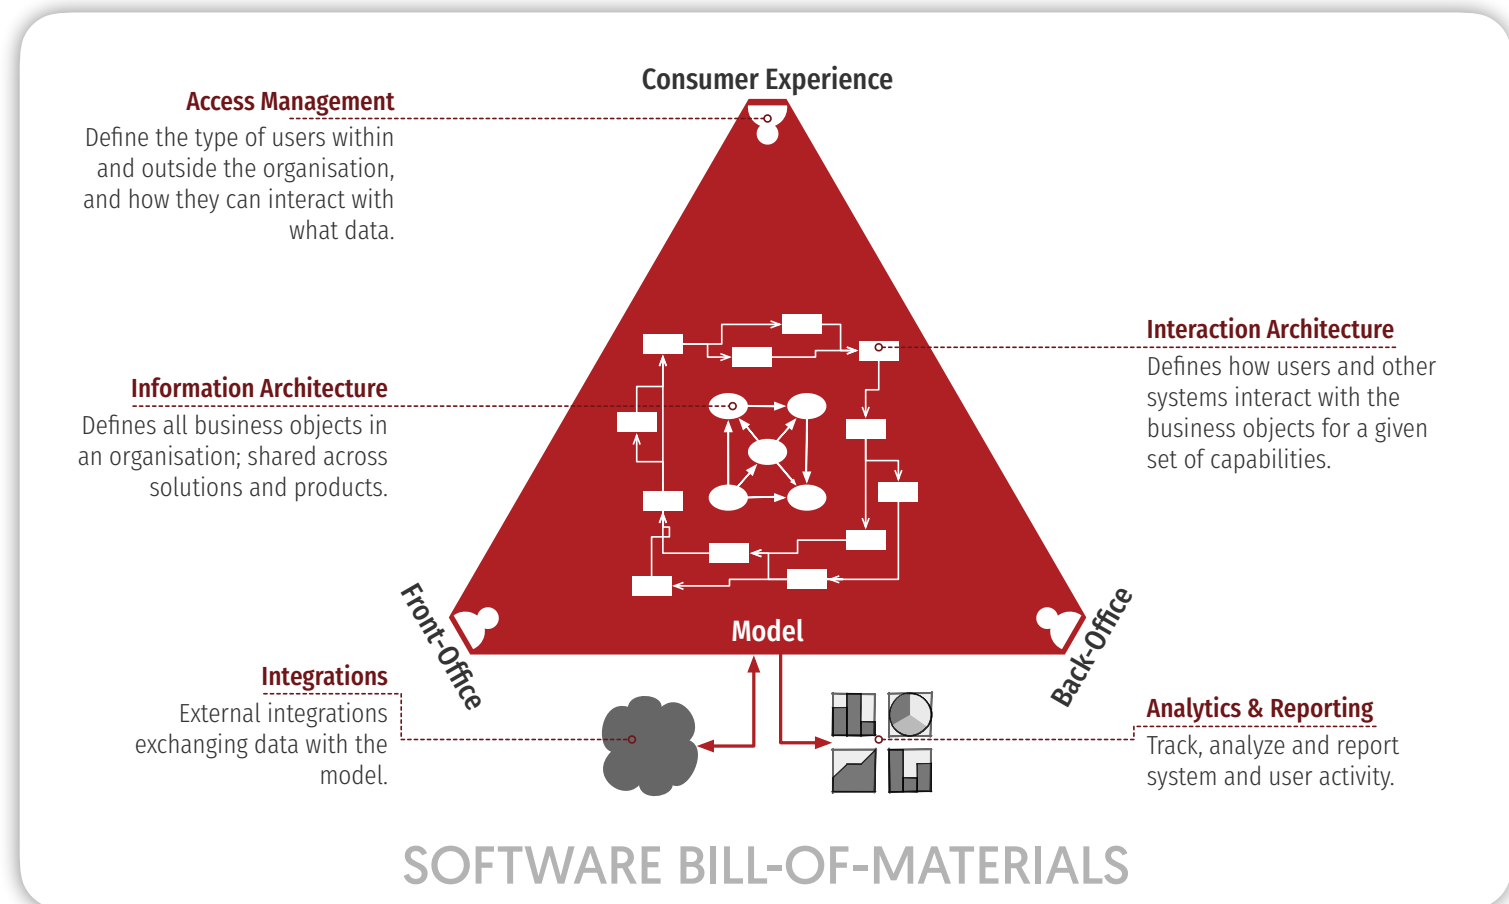 Consumer Experience
Access Management
Define the type of users within
and outside the organisation,
and how they can interact with
what data.
Interaction Architecture
Defines how users and other
systems interact with the
business objects for a given
set of capabilities.
Information Architecture
Defines all business objects in
an organisation; shared across
solutions and products.
Front-Office
Model
Back-Office
Integrations
External integrations
exchanging data with the
model.
Analytics & Reporting
Track, analyze and report
system and user activity.
SOFTWARE BILL-OF-MATERIALS